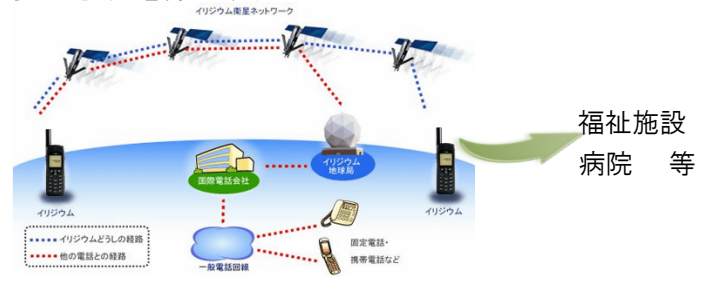 イリジウム衛星ネットワーク
福祉施設
病院　等
国際電話会社
イリジウム
地球局
イリジウム
イリジウム
イリジウムどうしの経路
他の電話との経路
一般電話回線
固定電話・
携帯電話など